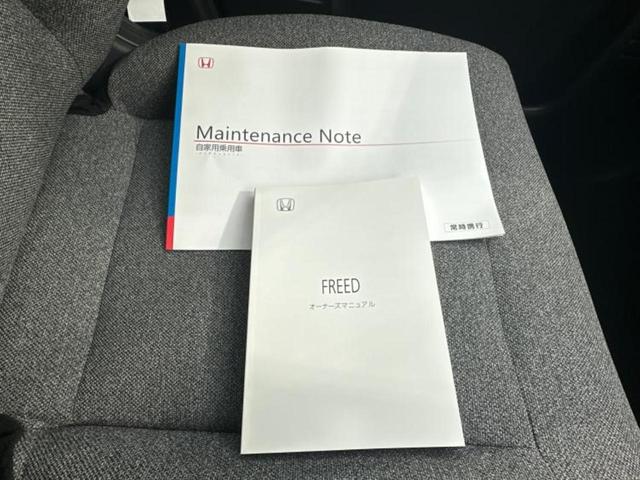 Maintenance Note
自家用乗用車
常時携行
FREED
オーナーズマニュアル